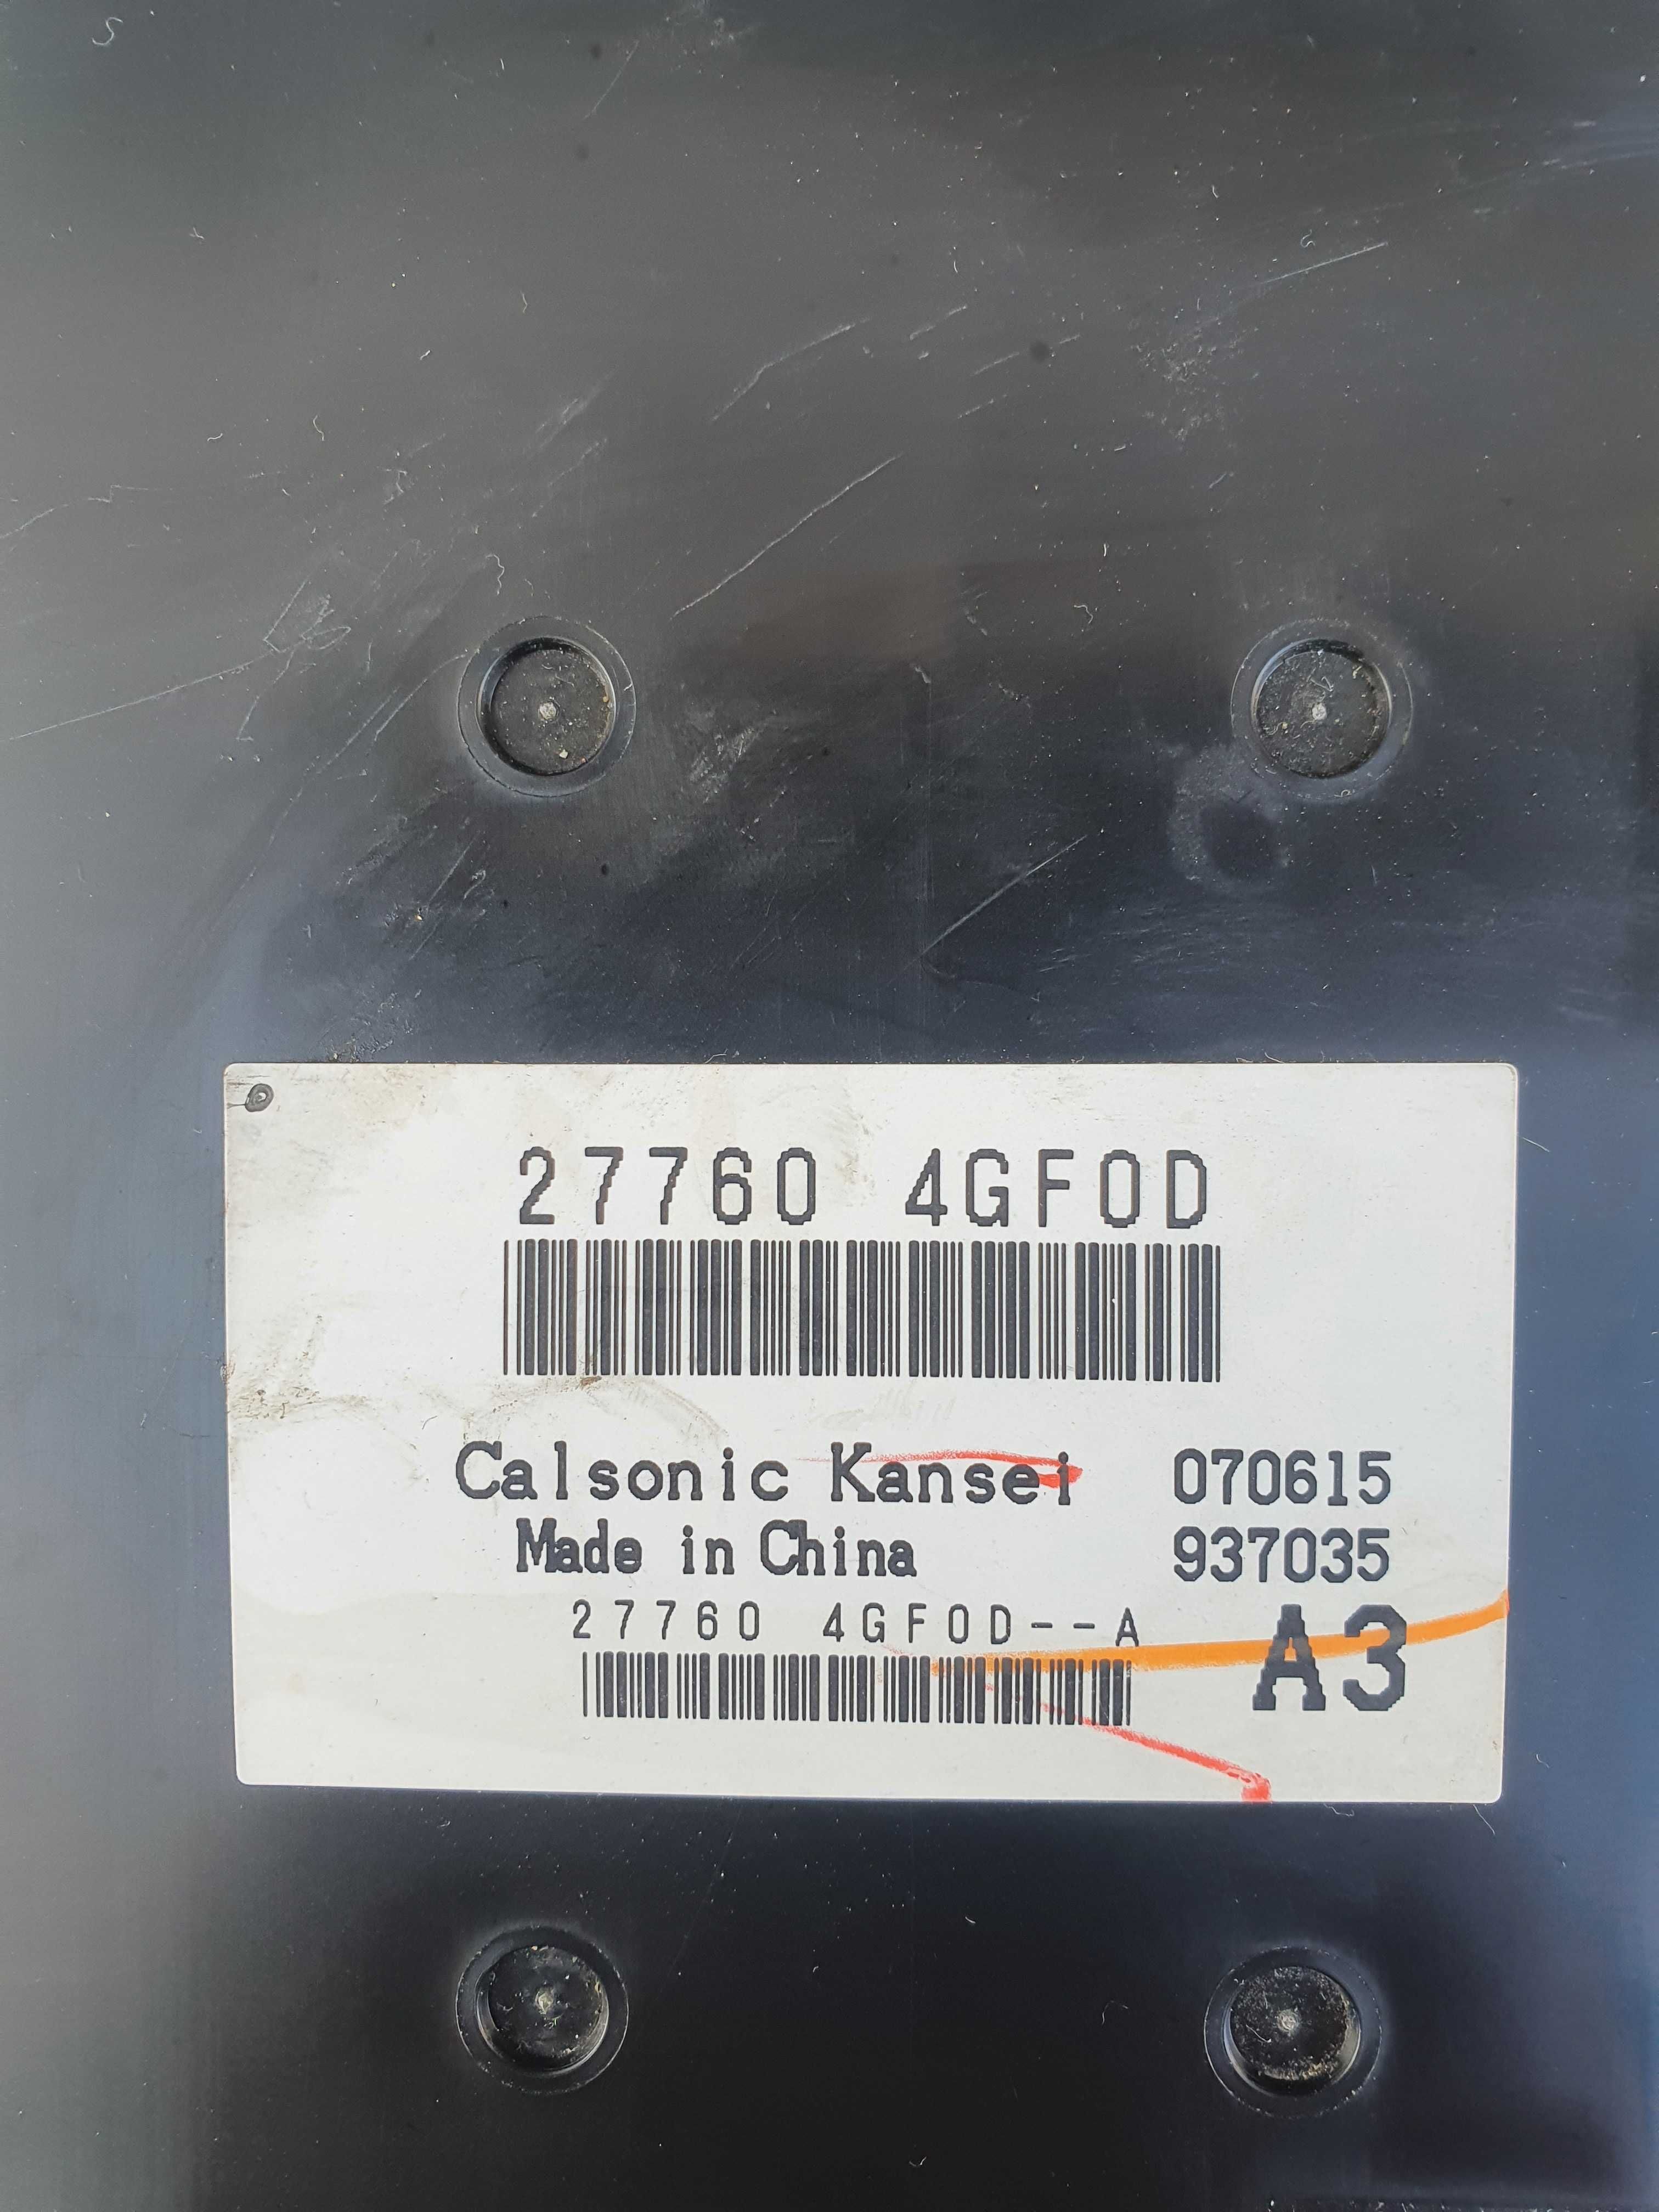 27760 4GF0D
Calsonic Kansei 070615
Made in China 937035
27760 4GF0D--A
A3